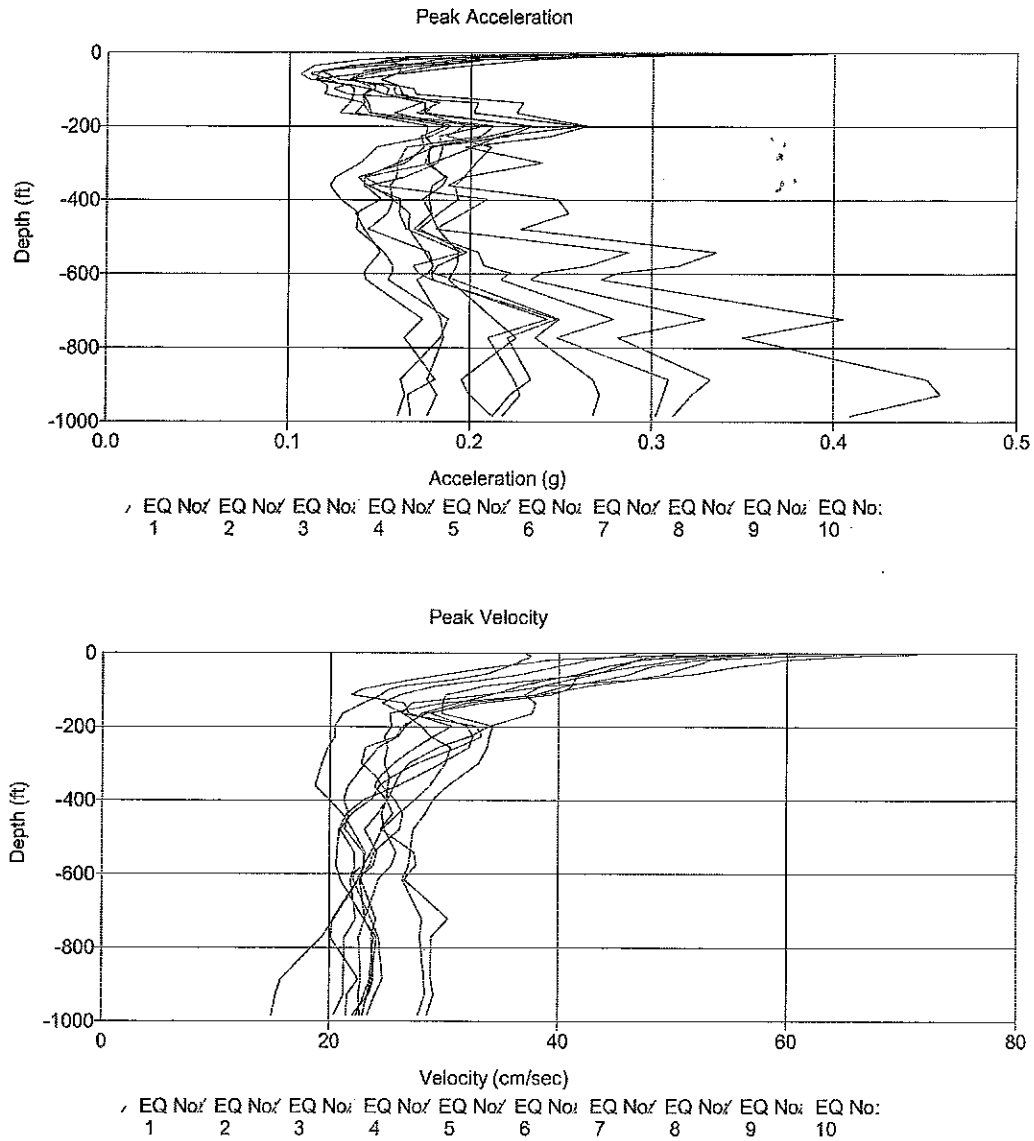 Peak Acceleration
0
-200
-400
-600
-800
-1000
Depth (ft)
0.0 0.1 0.2 0.3 0.4 0.5
Acceleration (g)
EQ No: EQ No: EQ No: EQ No: EQ No: EQ No: EQ No: EQ No: EQ No: EQ No:
1 2 3 4 5 6 7 8 9 10
Peak Velocity
0
-200
-400
-600
-800
-1000
Depth (ft)
0 20 40 60 80
Velocity (cm/sec)
EQ No: EQ No: EQ No: EQ No: EQ No: EQ No: EQ No: EQ No: EQ No: EQ No:
1 2 3 4 5 6 7 8 9 10